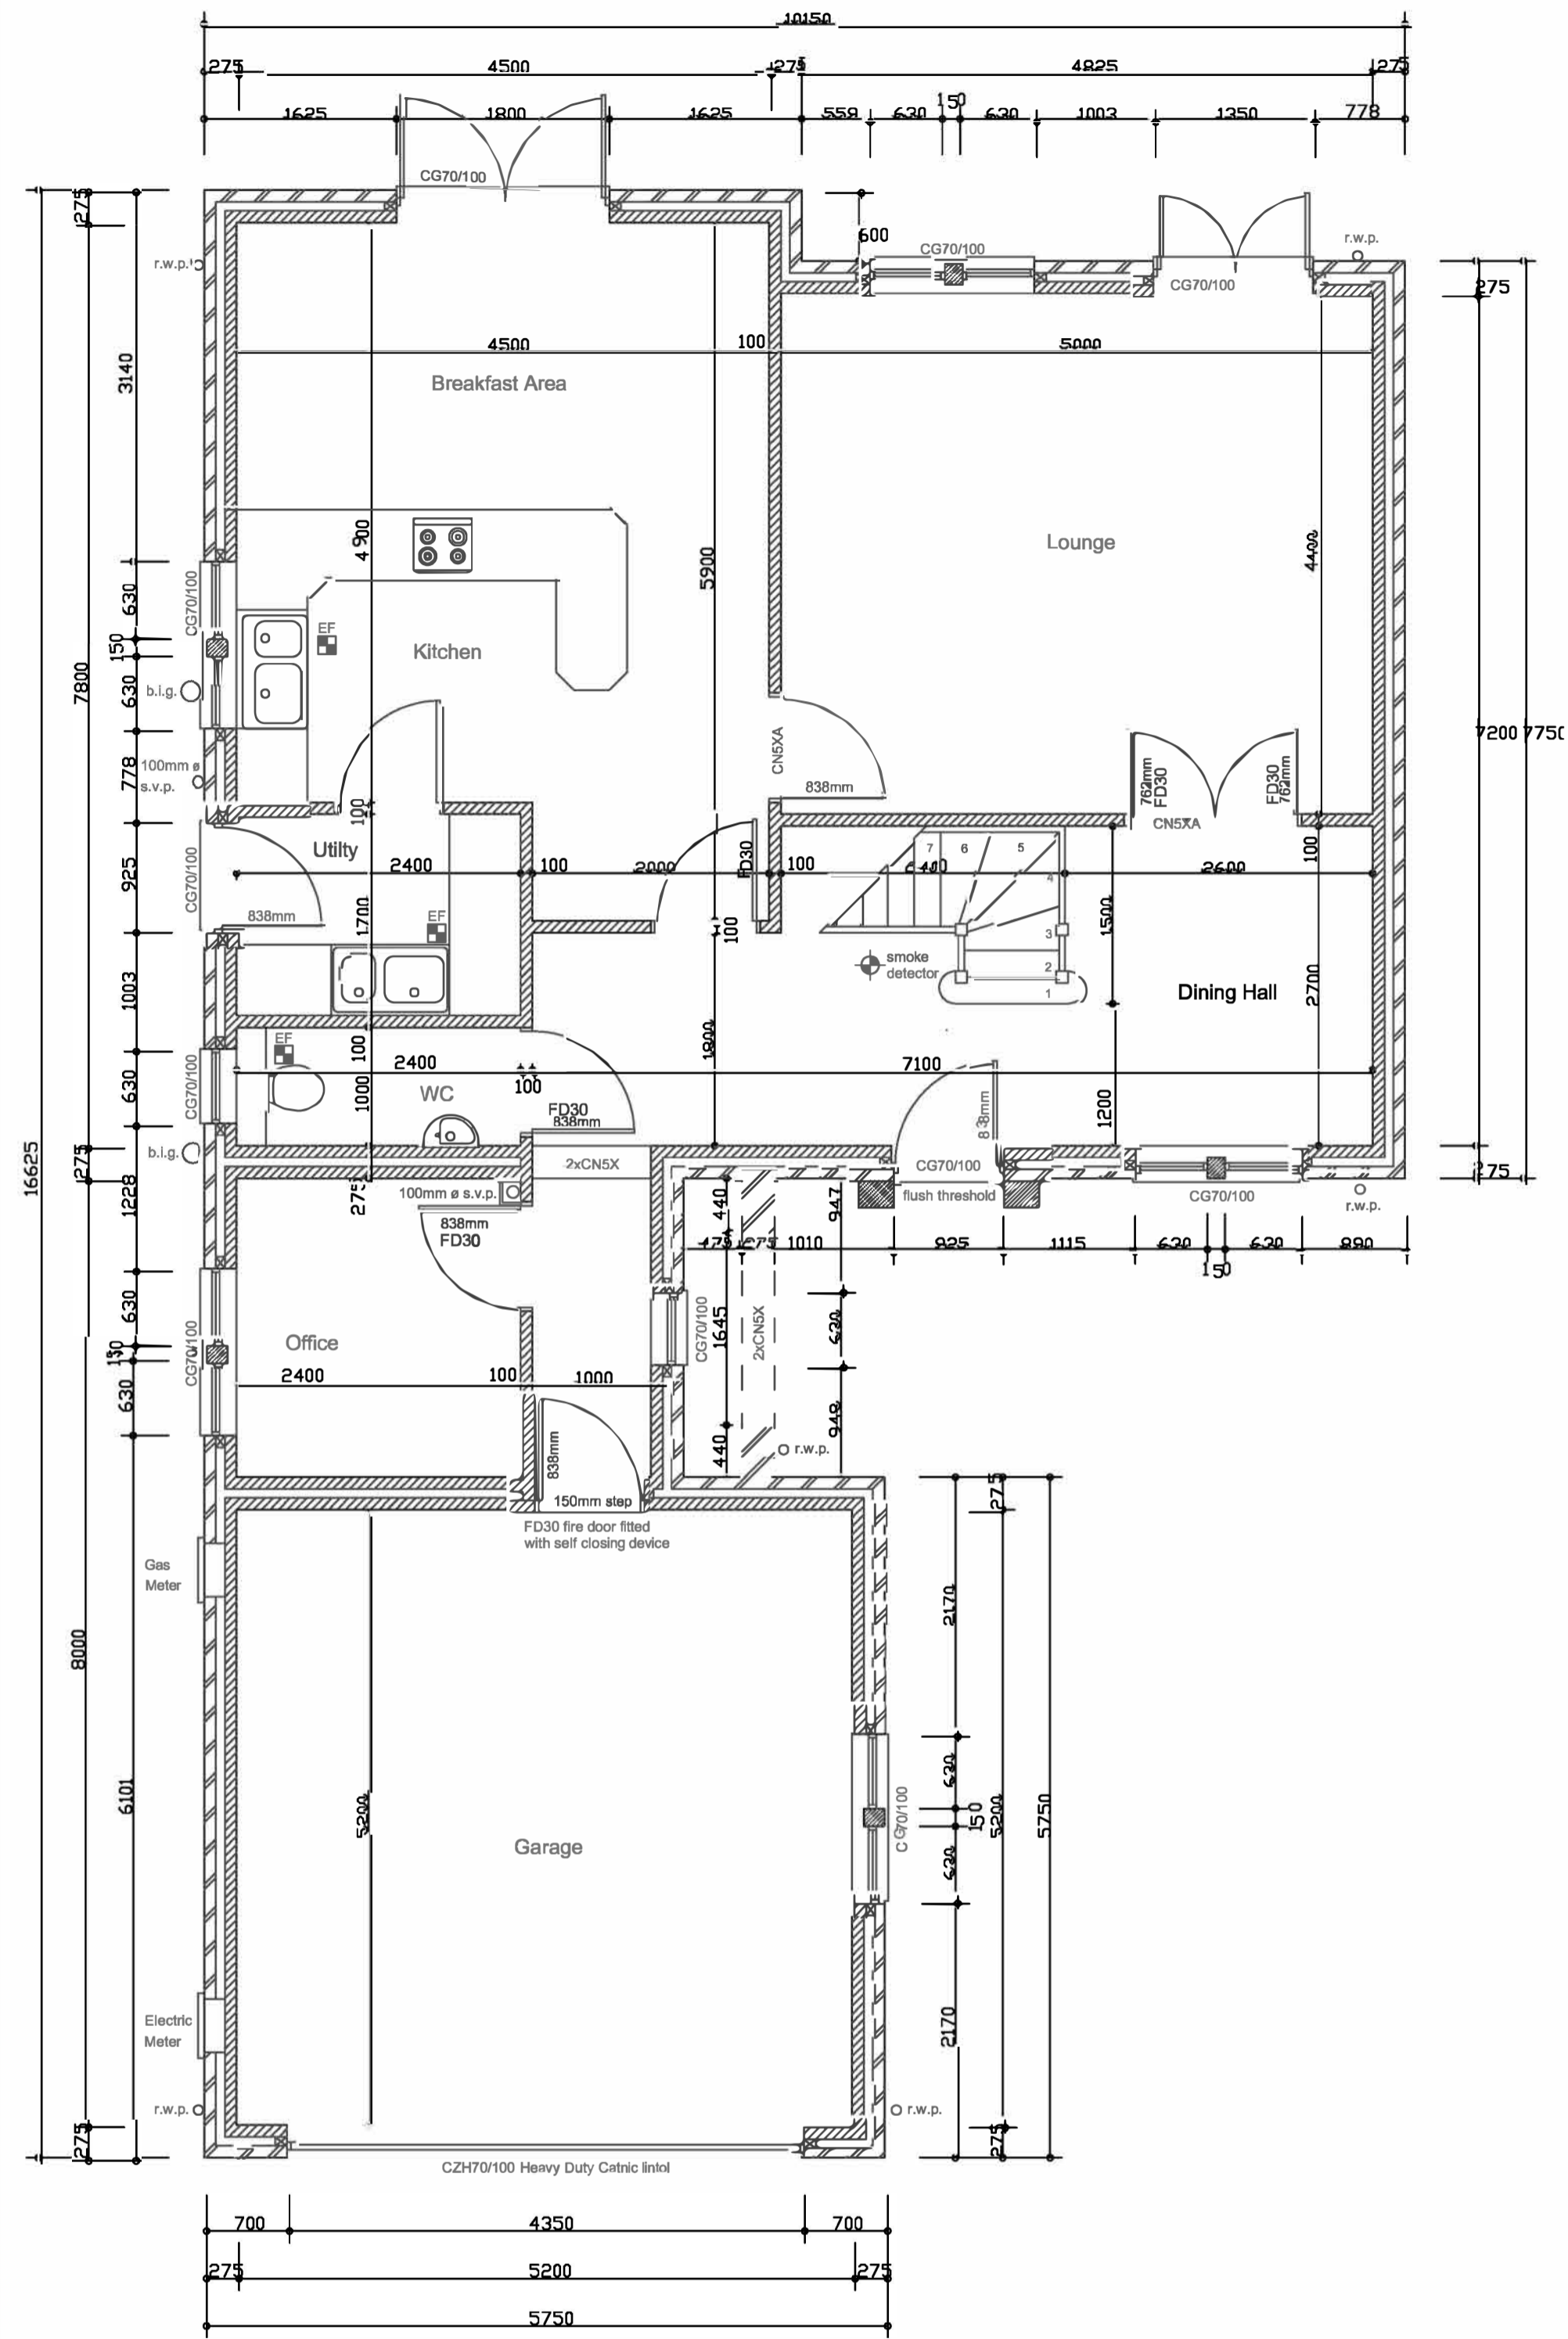 10150
275 4500 275 4825 275
1625 1800 1625 559 630 150 630 1003 1350 778
CG70/100
275
600
r.w.p.
r.w.p.
CG70/100
CG70/100
275
4500 100 5000
3140
Breakfast Area
4900
5900
Lounge
4400
630
CG70/100
EF
150
Kitchen
7800
630
b.i.g.
CN5XA
7200 7750
778
100mm ø
s.v.p.
838mm
762mm
FD30
FD30
762mm
100
CN5XA
Utilty
7 6 5
4
3
2
1
925
CG70/100
2400 100 2000
FD30
100
2600
100
838mm
1700
EF
100
1500
smoke
detector
1003
2700
Dining Hall
EF
100
1800
2400
7100
630
CG70/100
1000
WC
100
FD30
838mm
838mm
1200
16625
275
b.i.g.
2xCN5X
CG70/100
275
1228
275
100mm ø s.v.p.
flush threshold
CG70/100
r.w.p.
838mm
FD30
440
947
475 275 1010 925 1115 630 150 630 880
630
150
630
CG70/100
Office
CG70/100
1645
2xCN5X
630
2400 100 1000
948
440
r.w.p.
838mm
150mm step
275
FD30 fire door fitted
with self closing device
Gas
Meter
2170
8000
6101
5200
Garage
630
150
630
CG70/100
5200
5750
Electric
Meter
2170
r.w.p.
r.w.p.
275
275
CZH70/100 Heavy Duty Catnic lintol
700 4350 700
275 5200 275
5750